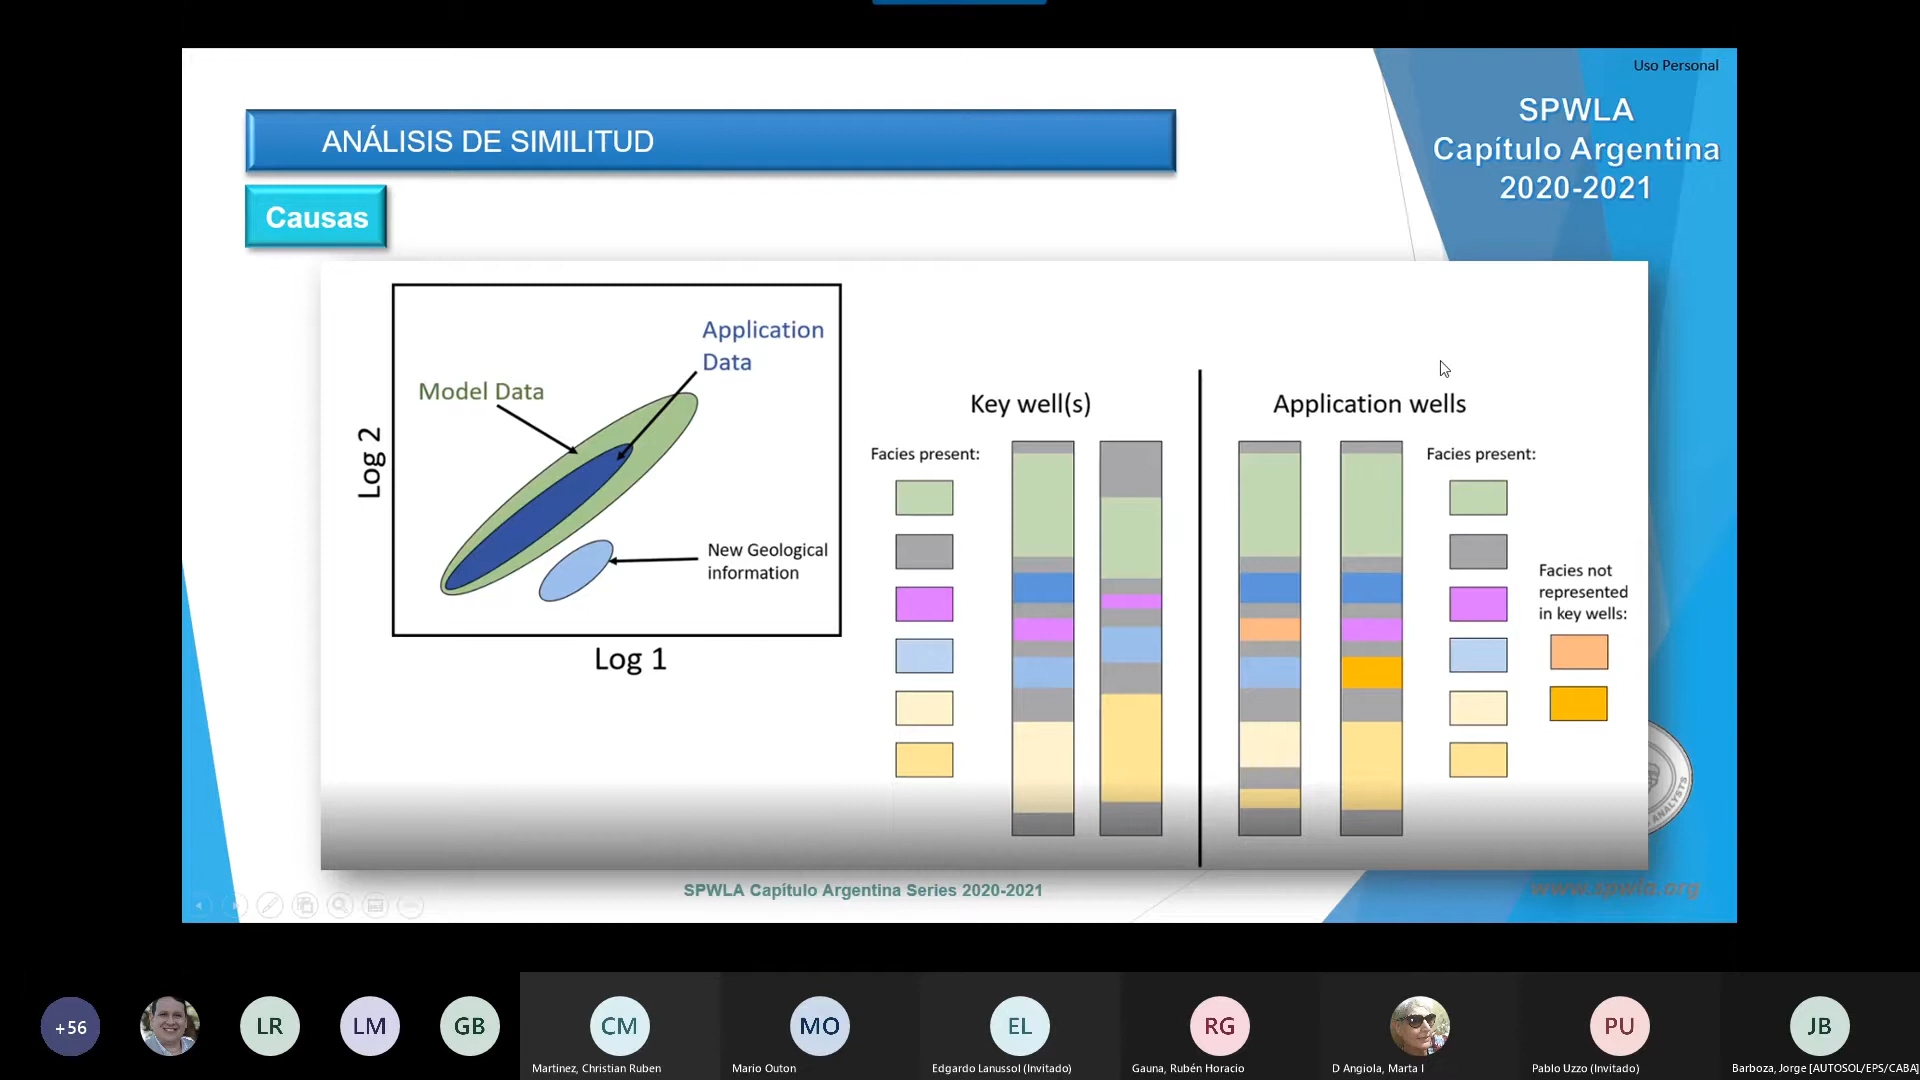 Uso Personal
SPWLA
Capítulo Argentina
2020-2021
ANÁLISIS DE SIMILITUD
Causas
Application
Data
Model Data
Log 2
New Geological
information
Log 1
Key well(s)
Application wells
Facies present:
Facies present:
Facies not
represented
in key wells:
ANALYSTS
SPWLA Capítulo Argentina Series 2020-2021
www.spwla.org
+56
LR
LM
GB
CM
MO
EL
RG
PU
JB
Martinez, Christian Ruben
Mario Outon
Edgardo Lanussol (Invitado)
Gauna, Rubén Horacio
D Angiola, Marta I
Pablo Uzzo (Invitado)
Barboza, Jorge [AUTOSOL/EPS/CABA]